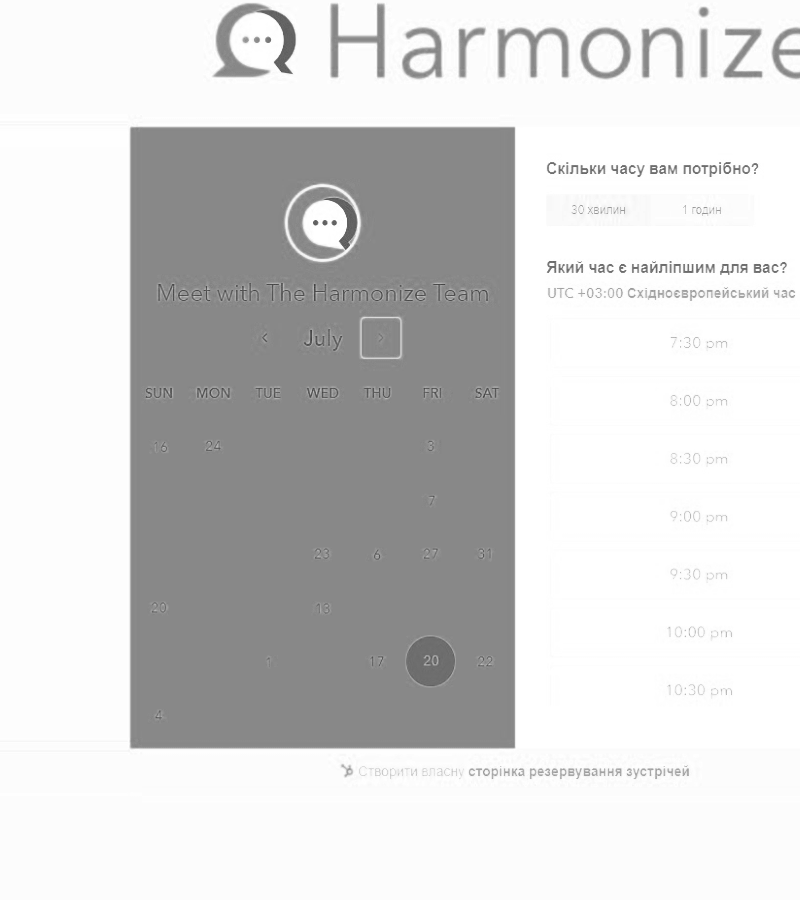 Harmonize
Meet with The Harmonize Team
July
SUN MON TUE WED THU FRI SAT
16 24 3
7
23 6 27 31
20 13
1 17 20 22
4
Скільки часу вам потрібно?
30 хвилин 1 годин
Який час є найліпшим для вас?
UTC +03:00 Східноєвропейський час
7:30 pm
8:00 pm
8:30 pm
9:00 pm
9:30 pm
10:00 pm
10:30 pm
Створити власну сторінка резервування зустрічей